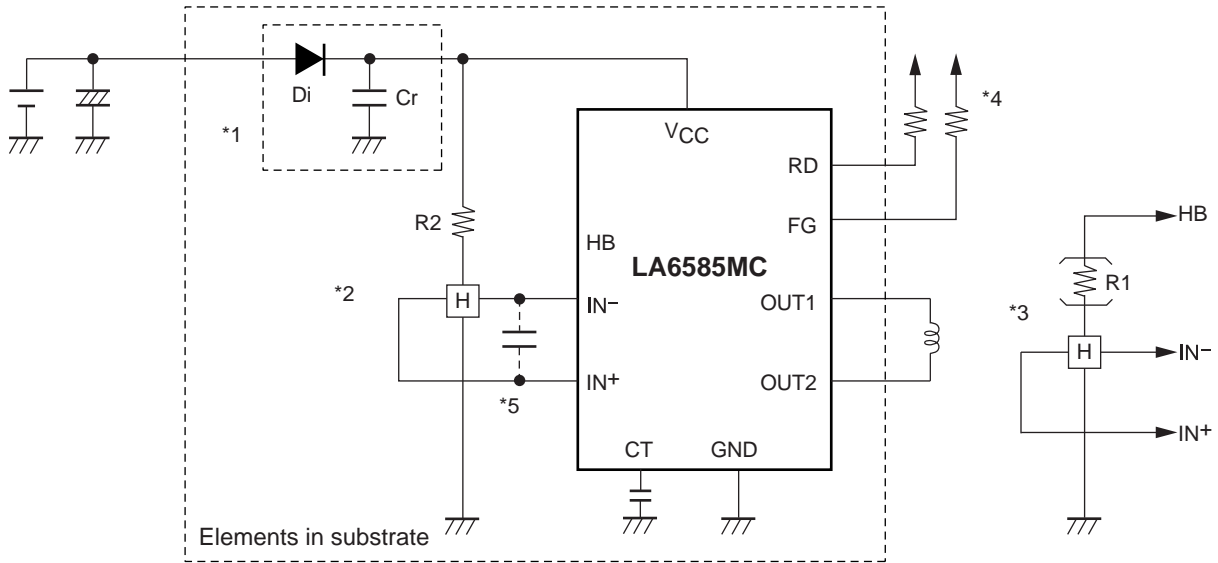 Di
Cr
*1
*4
VCC
RD
R2
FG
HB
HB
LA6585MC
R1
*2
*3
H
IN−
OUT1
H
IN−
IN+
OUT2
*5
IN+
CT
GND
Elements in substrate